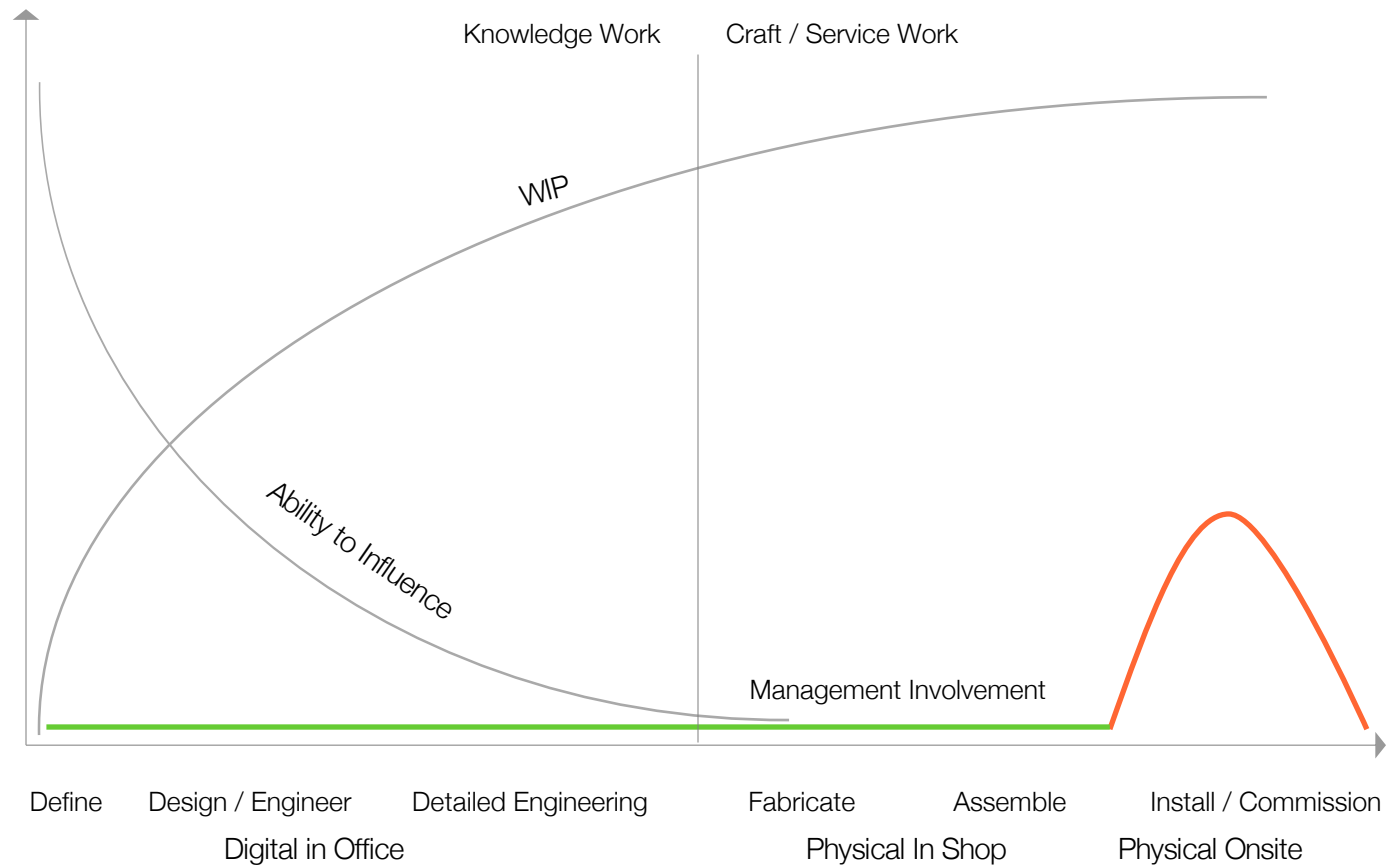 Knowledge Work
Craft / Service Work
WIP
Ability to Influence
Management Involvement
Define
Design / Engineer
Detailed Engineering
Fabricate
Assemble
Install / Commission
Digital in Office
Physical In Shop
Physical Onsite